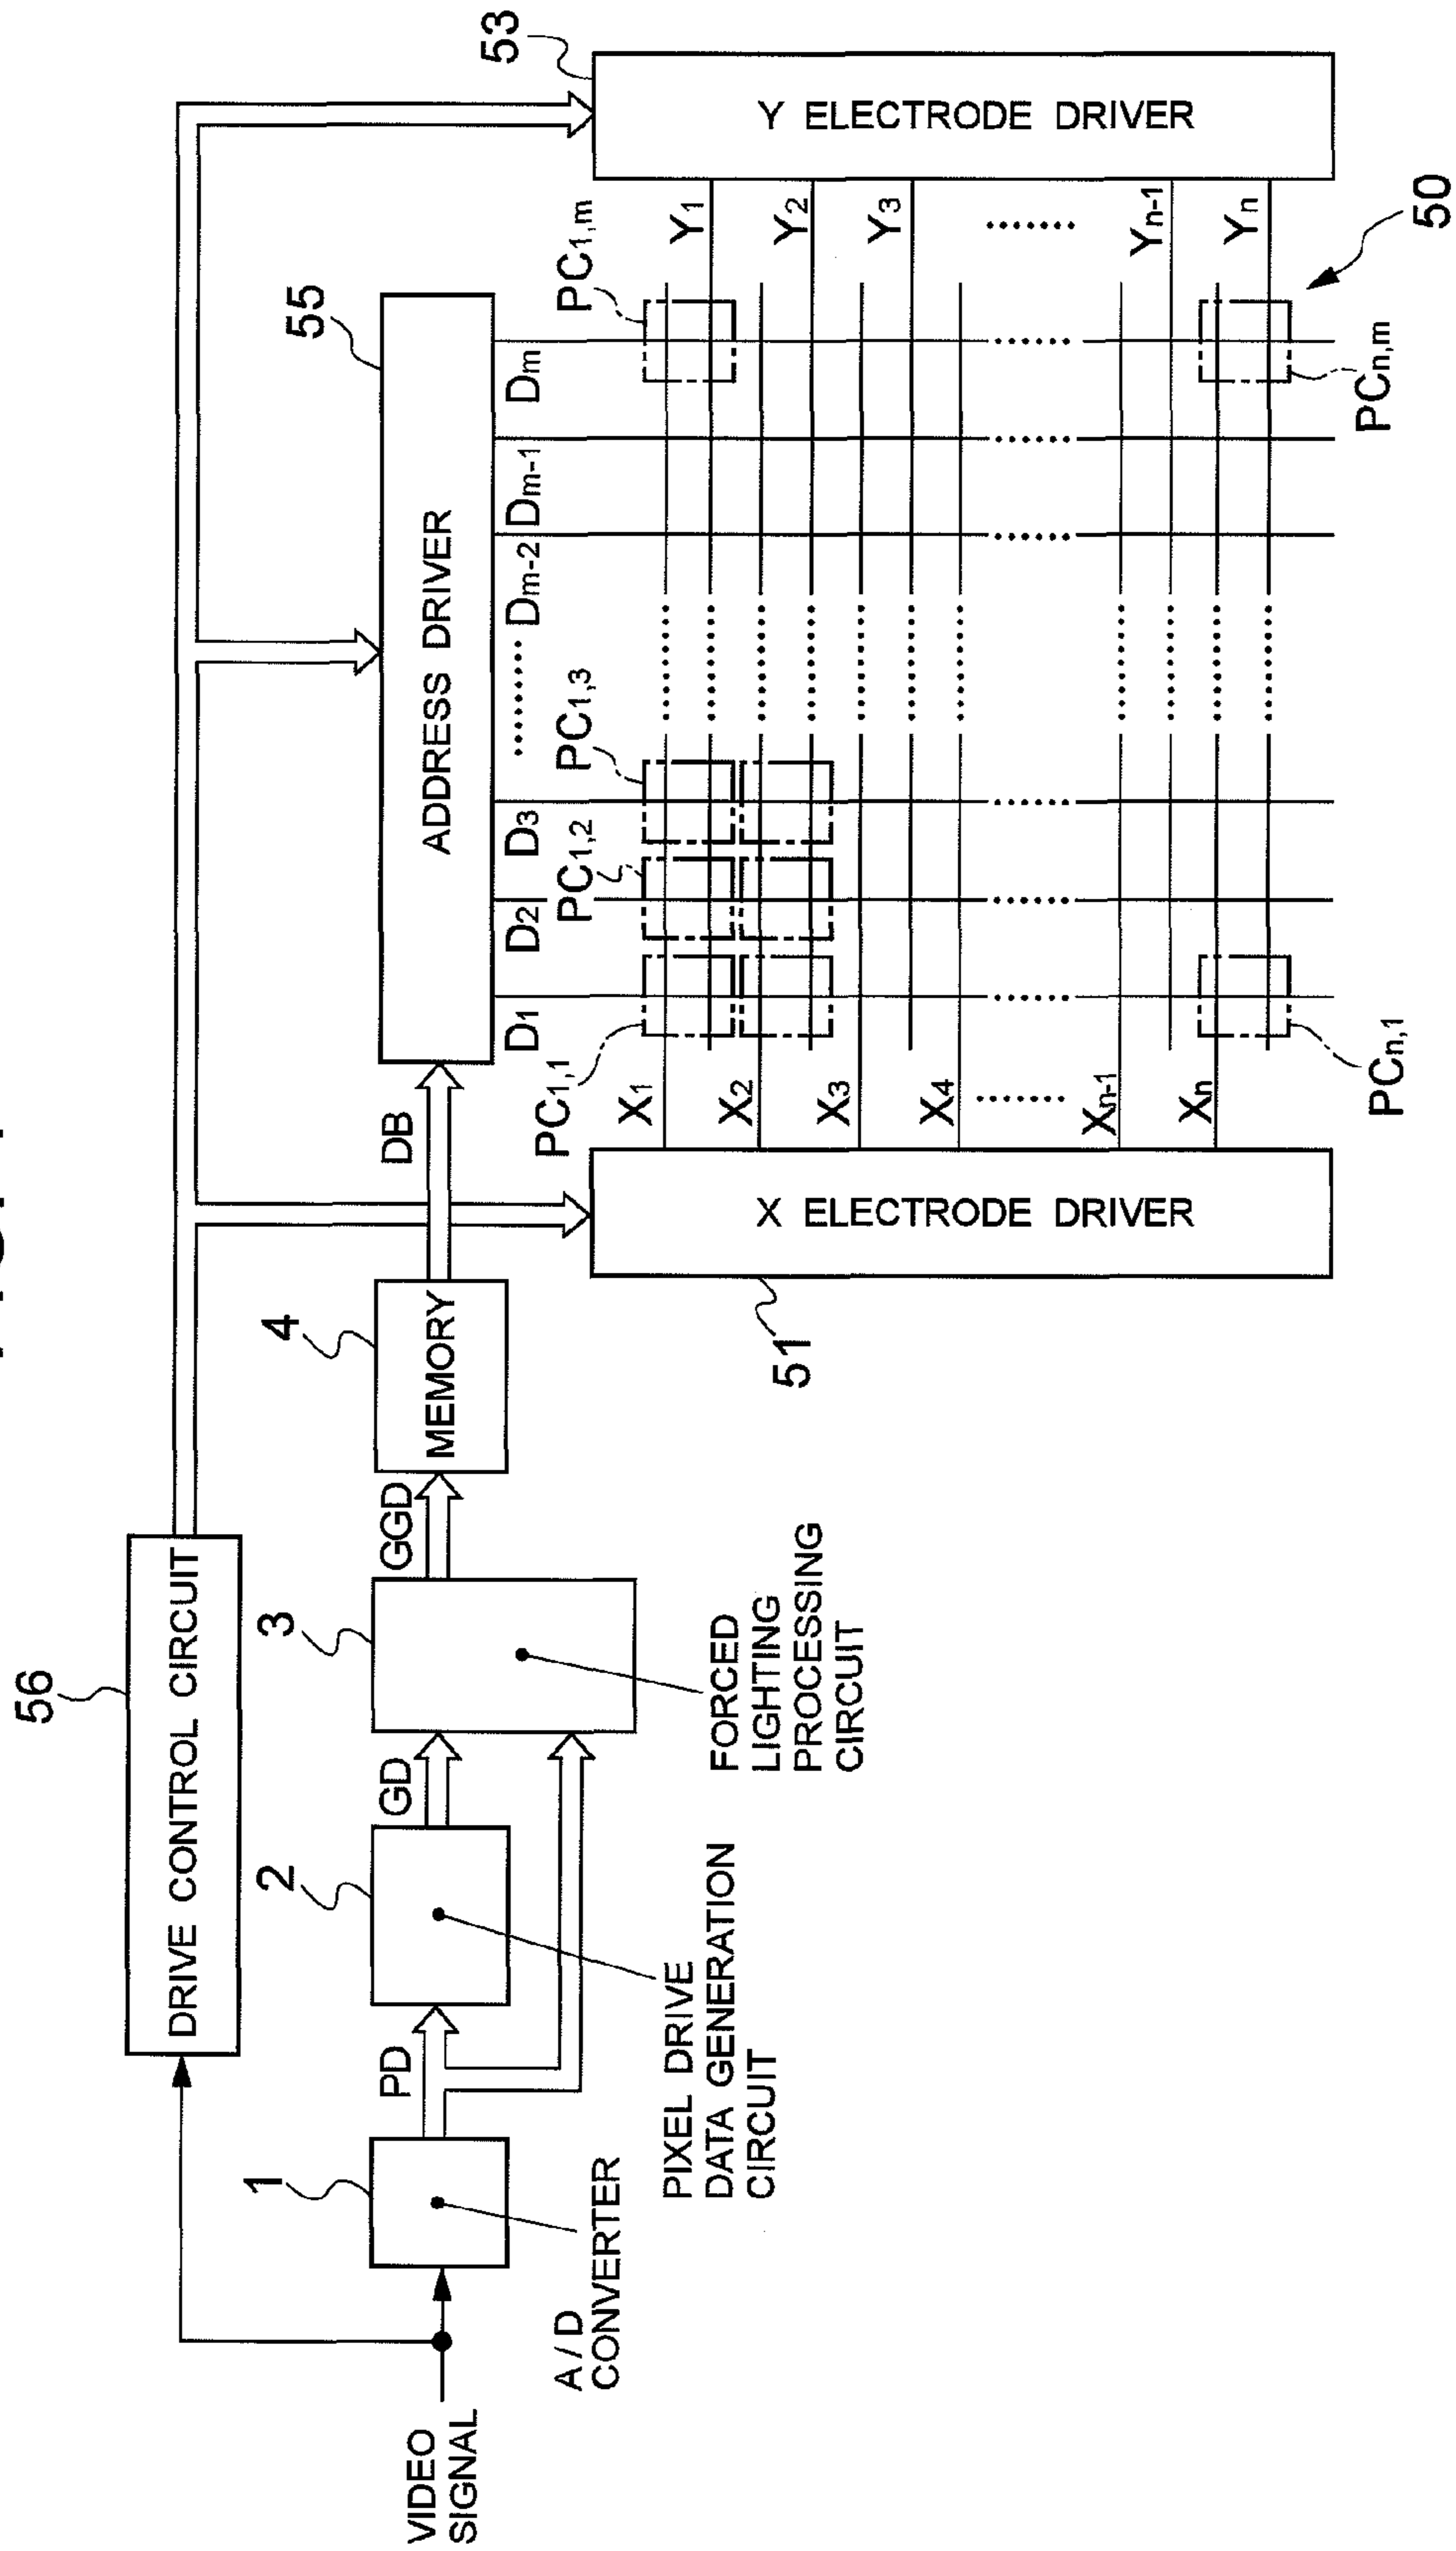 56
DRIVE CONTROL CIRCUIT
VIDEO
SIGNAL
1
A/D
CONVERTER
PD
2
PIXEL DRIVE
DATA GENERATION
CIRCUIT
GD
3
FORCED
LIGHTING
PROCESSING
CIRCUIT
GGD
4
MEMORY
DB
55
ADDRESS DRIVER
D1
D2
D3
........
Dm-2
Dm-1
Dm
PC1,1
PC1,2
PC1,3
PC1,m
51
X ELECTRODE DRIVER
X1
X2
X3
X4
........
Xn-1
Xn
53
Y ELECTRODE DRIVER
Y1
Y2
Y3
........
Yn-1
Yn
PCn,1
PCn,m
50